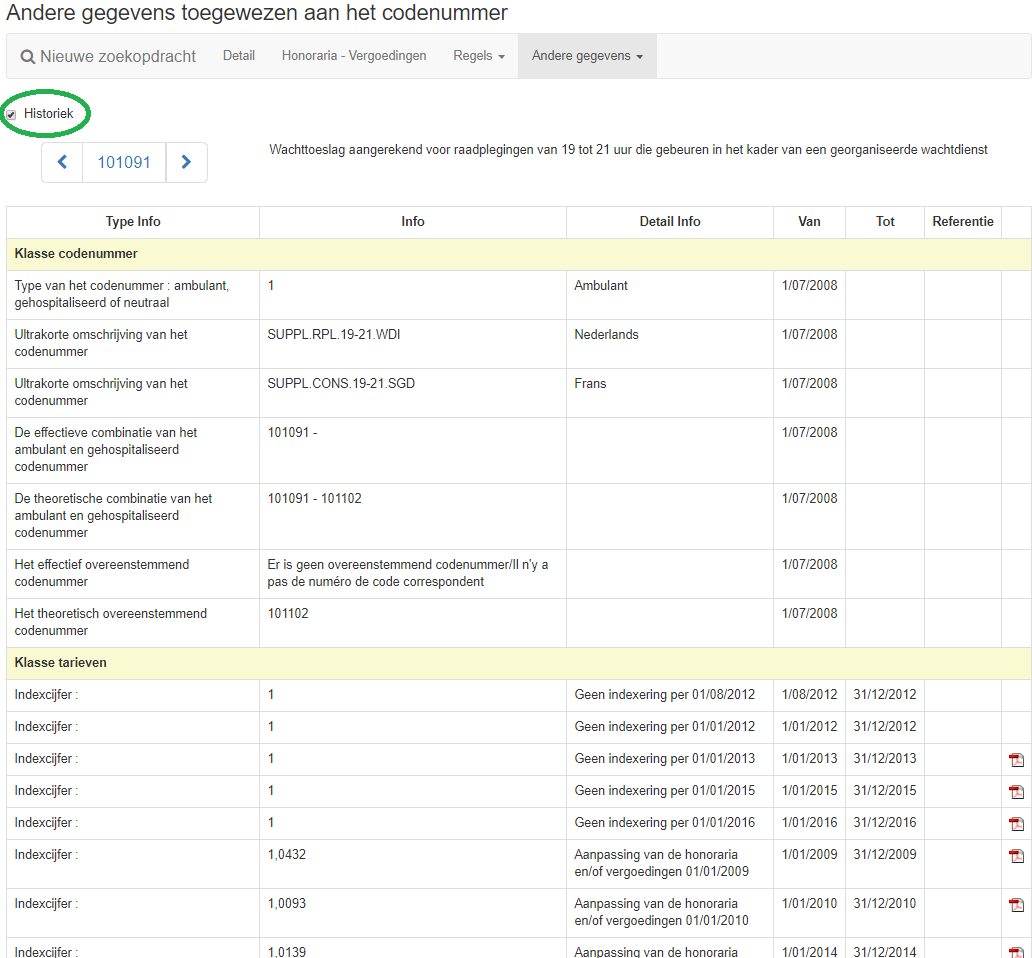 Andere gegevens toegewezen aan het codenummer
Nieuwe zoekopdracht Detail Honoraria - Vergoedingen Regels Andere gegevens
Historiek
101091
Wachttoeslag aangerekend voor raadplegingen van 19 tot 21 uur die gebeuren in het kader van een georganiseerde wachtdienst
Type Info Info Detail Info Van Tot Referentie
Klasse codenummer
Type van het codenummer : ambulant, 1 Ambulant 1/07/2008
gehospitaliseerd of neutraal
Ultrakorte omschrijving van het SUPPL.RPL.19-21.WDI Nederlands 1/07/2008
codenummer
Ultrakorte omschrijving van het SUPPL.CONS.19-21.SGD Frans 1/07/2008
codenummer
De effectieve combinatie van het 101091 - 1/07/2008
ambulant en gehospitaliseerd
codenummer
De theoretische combinatie van het 101091 - 101102 1/07/2008
ambulant en gehospitaliseerd
codenummer
Het effectief overeenstemmend Er is geen overeenstemmend codenummer/Il n'y a 1/07/2008
codenummer pas de numéro de code correspondent
Het theoretisch overeenstemmend 101102 1/07/2008
codenummer
Klasse tarieven
Indexcijfer : 1 Geen indexering per 01/08/2012 1/08/2012 31/12/2012
Indexcijfer : 1 Geen indexering per 01/01/2012 1/01/2012 31/12/2012
Indexcijfer : 1 Geen indexering per 01/01/2013 1/01/2013 31/12/2013
Indexcijfer : 1 Geen indexering per 01/01/2015 1/01/2015 31/12/2015
Indexcijfer : 1 Geen indexering per 01/01/2016 1/01/2016 31/12/2016
Indexcijfer : 1,0432 Aanpassing van de honoraria 1/01/2009 31/12/2009
en/of vergoedingen 01/01/2009
Indexcijfer : 1,0093 Aanpassing van de honoraria 1/01/2010 31/12/2010
en/of vergoedingen 01/01/2010
Indexcijfer : 1,0139 Aanpassing van de honoraria 1/01/2014 31/12/2014